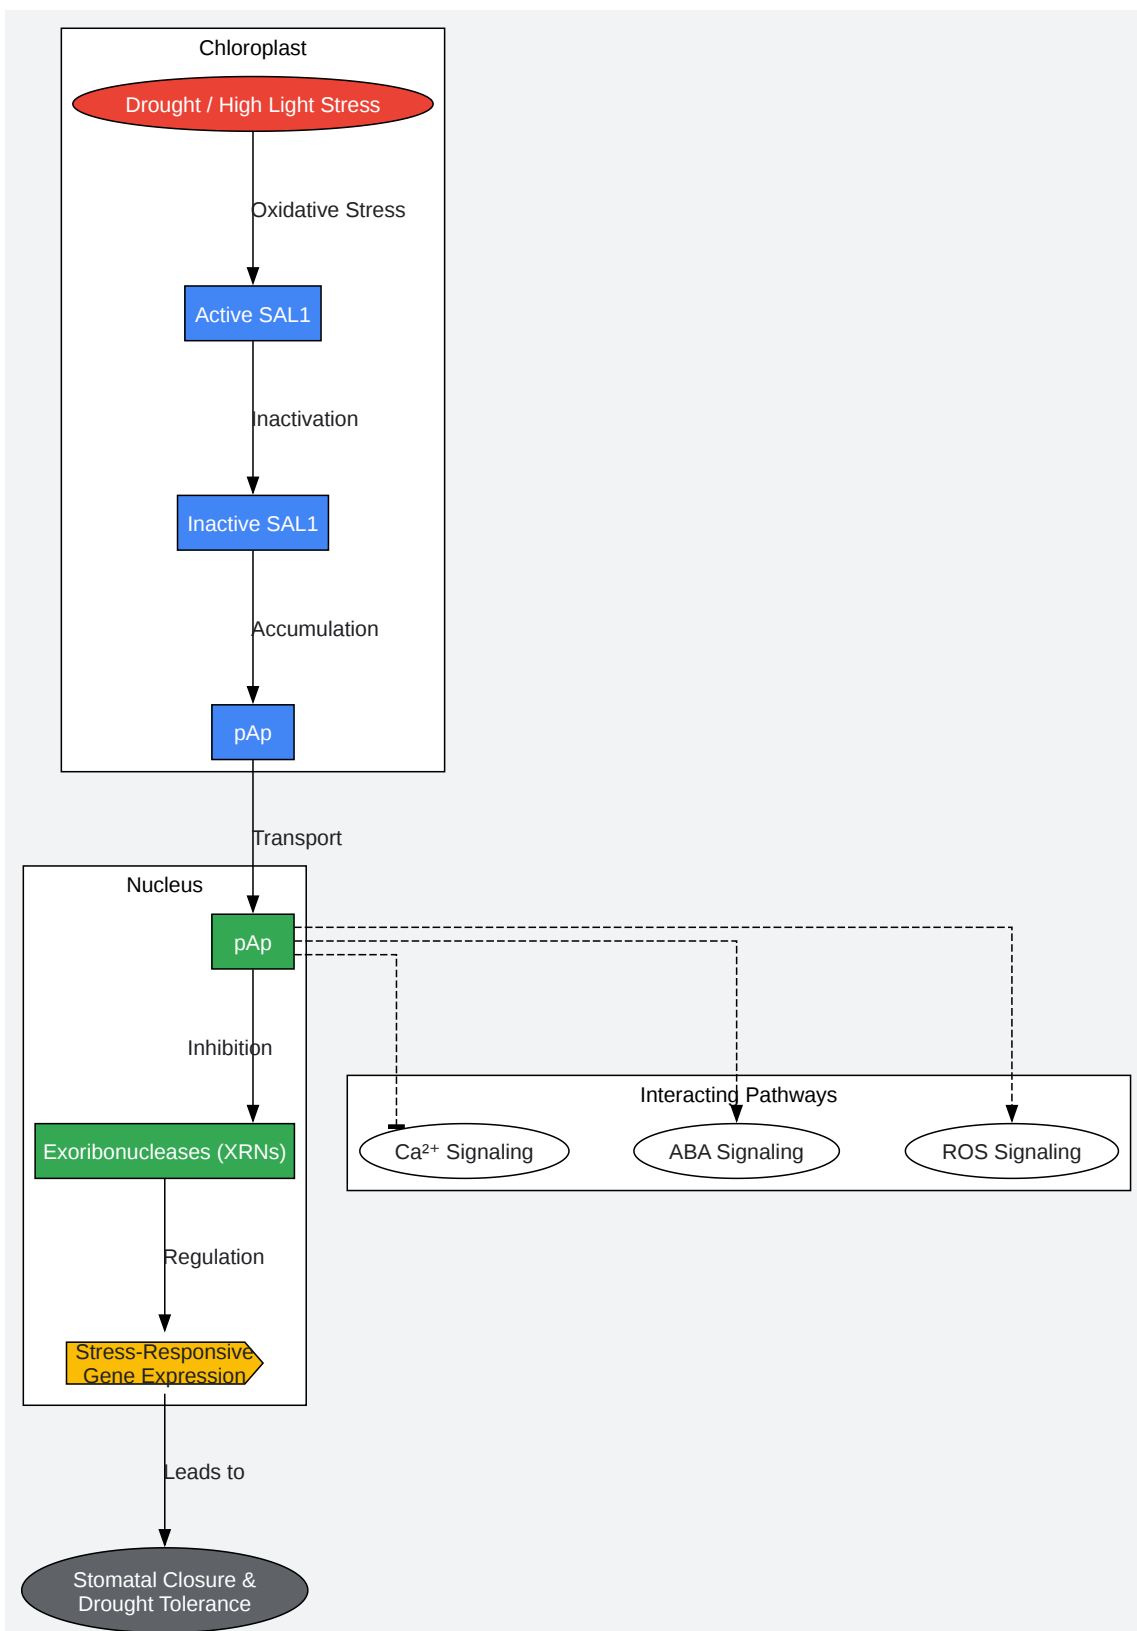 Chloroplast
Drought / High Light Stress
Oxidative Stress
Active SAL1
Inactivation
Inactive SAL1
Accumulation
pAp
Transport
Nucleus
pAp
Inhibition
Interacting Pathways
Exoribonucleases (XRNs)
Ca²⁺ Signaling
ABA Signaling
ROS Signaling
Regulation
Stress-Responsive
Gene Expression
Leads to
Stomatal Closure &
Drought Tolerance